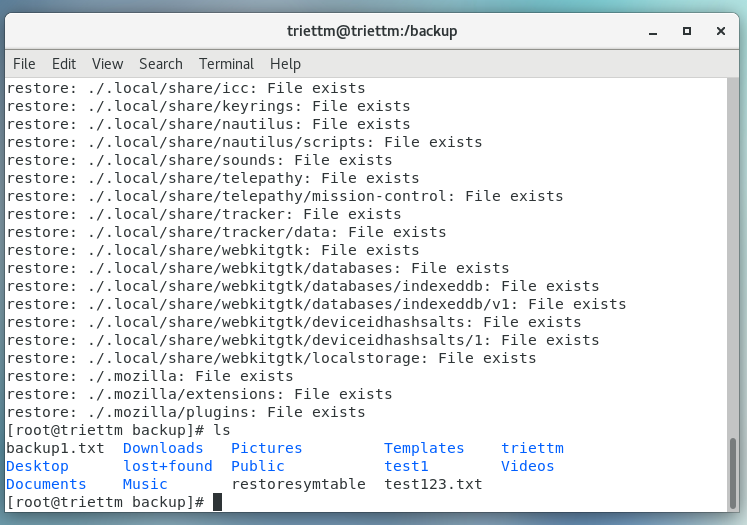 triettm@triettm:/backup
File Edit View Search Terminal Help
restore: ./.local/share/icc: File exists
restore: ./.local/share/keyrings: File exists
restore: ./.local/share/nautilus: File exists
restore: ./.local/share/nautilus/scripts: File exists
restore: ./.local/share/sounds: File exists
restore: ./.local/share/telepathy: File exists
restore: ./.local/share/telepathy/mission-control: File exists
restore: ./.local/share/tracker: File exists
restore: ./.local/share/tracker/data: File exists
restore: ./.local/share/webkitgtk: File exists
restore: ./.local/share/webkitgtk/databases: File exists
restore: ./.local/share/webkitgtk/databases/indexeddb: File exists
restore: ./.local/share/webkitgtk/databases/indexeddb/v1: File exists
restore: ./.local/share/webkitgtk/deviceidhashsalts: File exists
restore: ./.local/share/webkitgtk/deviceidhashsalts/1: File exists
restore: ./.local/share/webkitgtk/localstorage: File exists
restore: ./.mozilla: File exists
restore: ./.mozilla/extensions: File exists
restore: ./.mozilla/plugins: File exists
[root@triettm backup]# ls
backup1.txt  Downloads   Pictures         Templates    triettm
Desktop      lost+found  Public           test1        Videos
Documents    Music       restoresymtable  test123.txt
[root@triettm backup]#